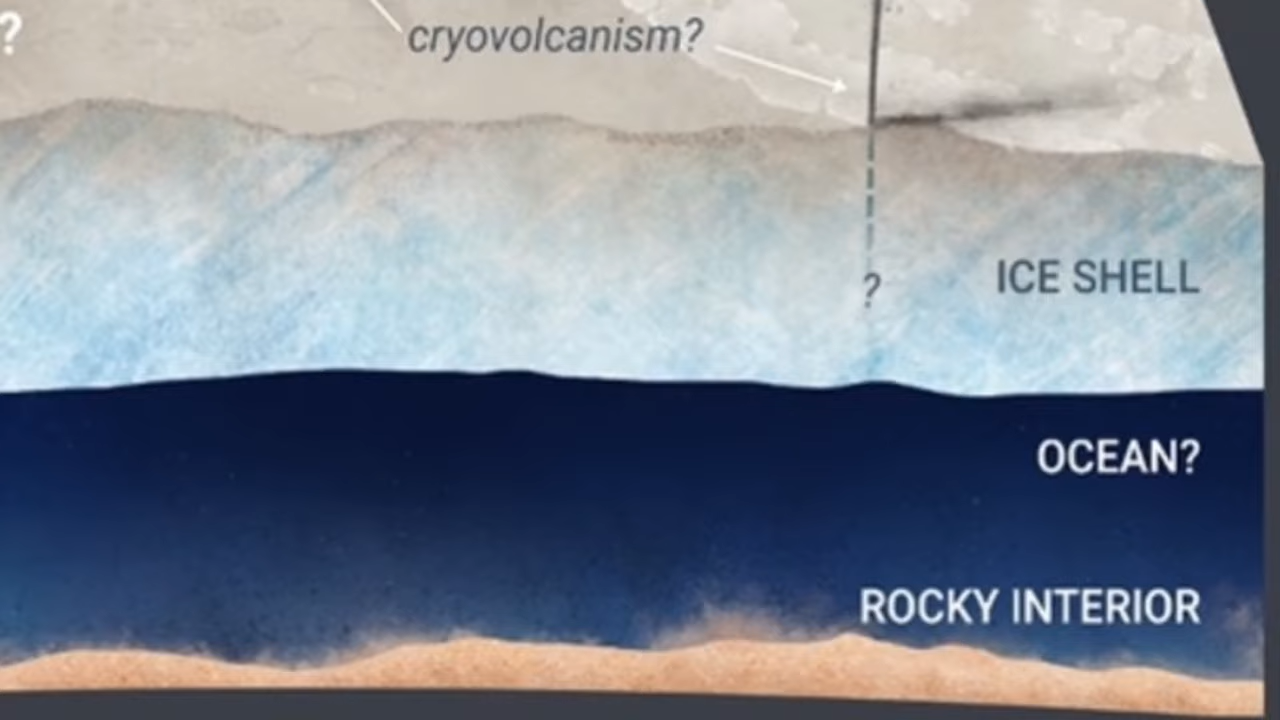 ?
cryovolcanism?
?
ICE SHELL
OCEAN?
ROCKY INTERIOR